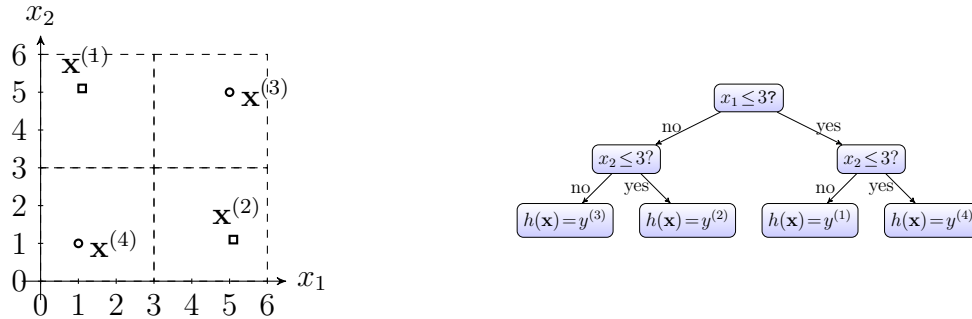 x₂
6
x⁽¹⁾
5
x⁽³⁾
4
3
2
x⁽²⁾
1
x⁽⁴⁾
0
x₁
0 1 2 3 4 5 6
x₁ ≤ 3?
no yes
x₂ ≤ 3? x₂ ≤ 3?
no yes no yes
h(x) = y⁽³⁾ h(x) = y⁽²⁾ h(x) = y⁽¹⁾ h(x) = y⁽⁴⁾